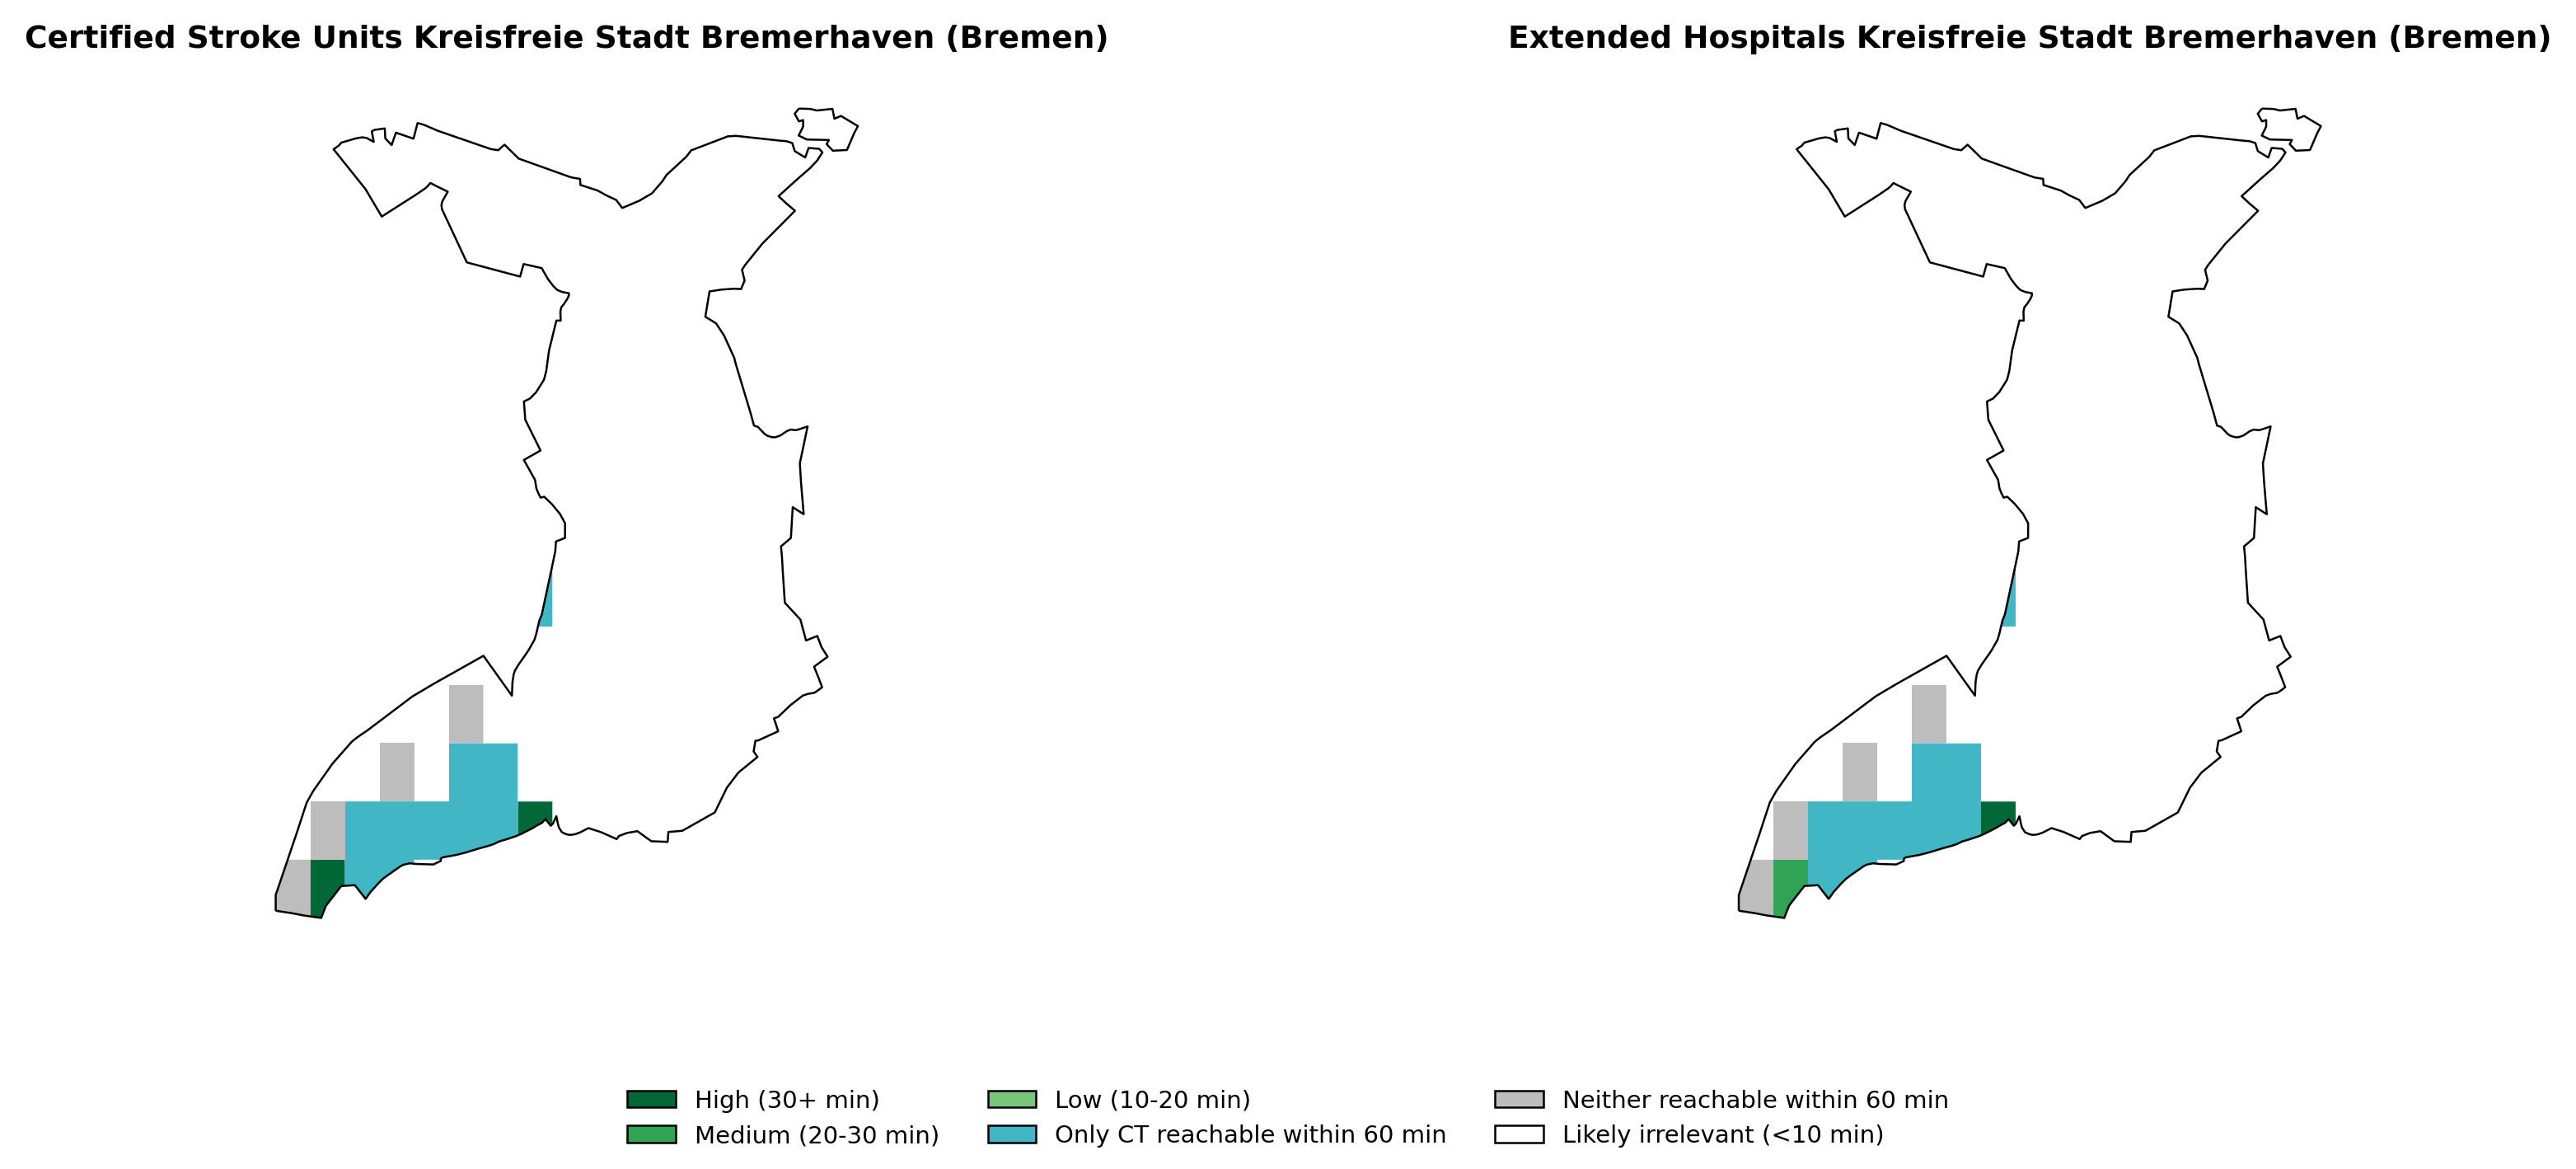 Certified Stroke Units Kreisfreie Stadt Bremerhaven (Bremen)
Extended Hospitals Kreisfreie Stadt Bremerhaven (Bremen)
High (30+ min)
Medium (20-30 min)
Low (10-20 min)
Only CT reachable within 60 min
Neither reachable within 60 min
Likely irrelevant (<10 min)